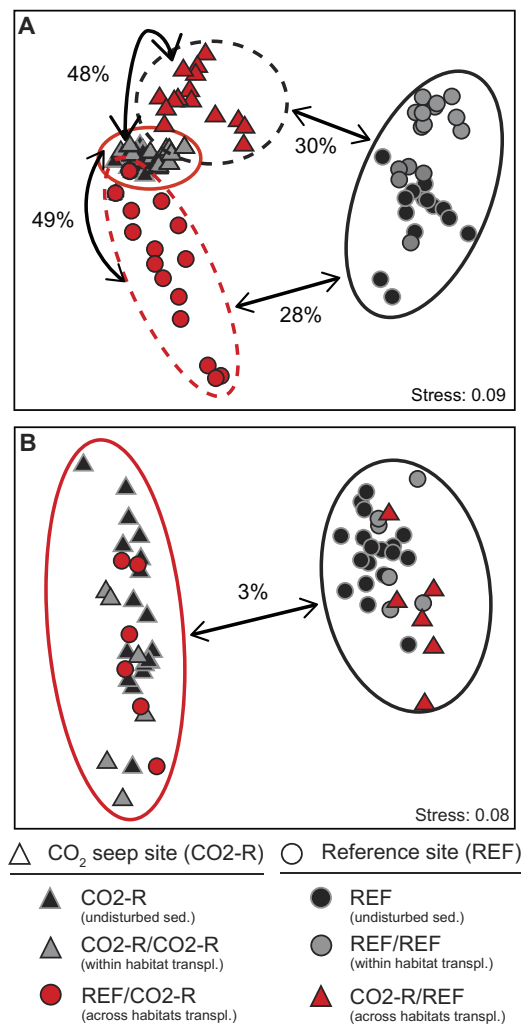 A
48%
30%
49%
28%
Stress: 0.09
B
3%
Stress: 0.08
CO2 seep site (CO2-R)
Reference site (REF)
CO2-R
(undisturbed sed.)
REF
(undisturbed sed.)
CO2-R/CO2-R
(within habitat transpl.)
REF/REF
(within habitat transpl.)
REF/CO2-R
(across habitats transpl.)
CO2-R/REF
(across habitats transpl.)